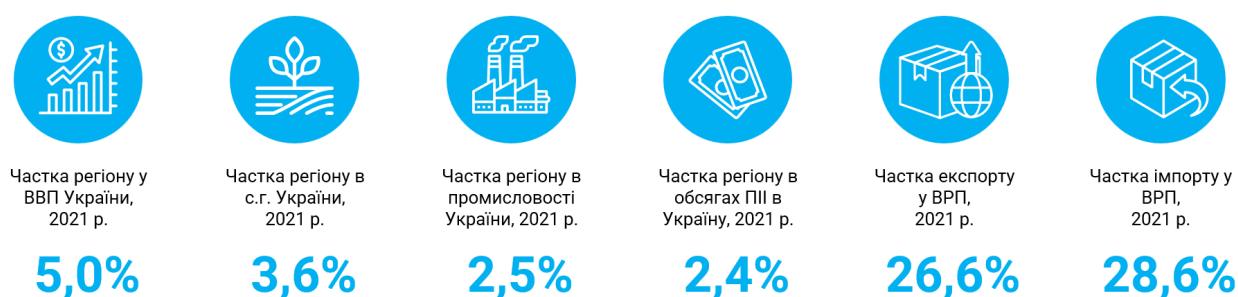 $
Частка регіону у
ВВП України,
2021 р.
5,0%
Частка регіону в
с.г. України,
2021 р.
3,6%
Частка регіону в
промисловості
України, 2021 р.
2,5%
Частка регіону в
обсягах ПІІ в
Україну, 2021 р.
2,4%
Частка експорту
у ВРП,
2021 р.
26,6%
Частка імпорту у
ВРП,
2021 р.
28,6%